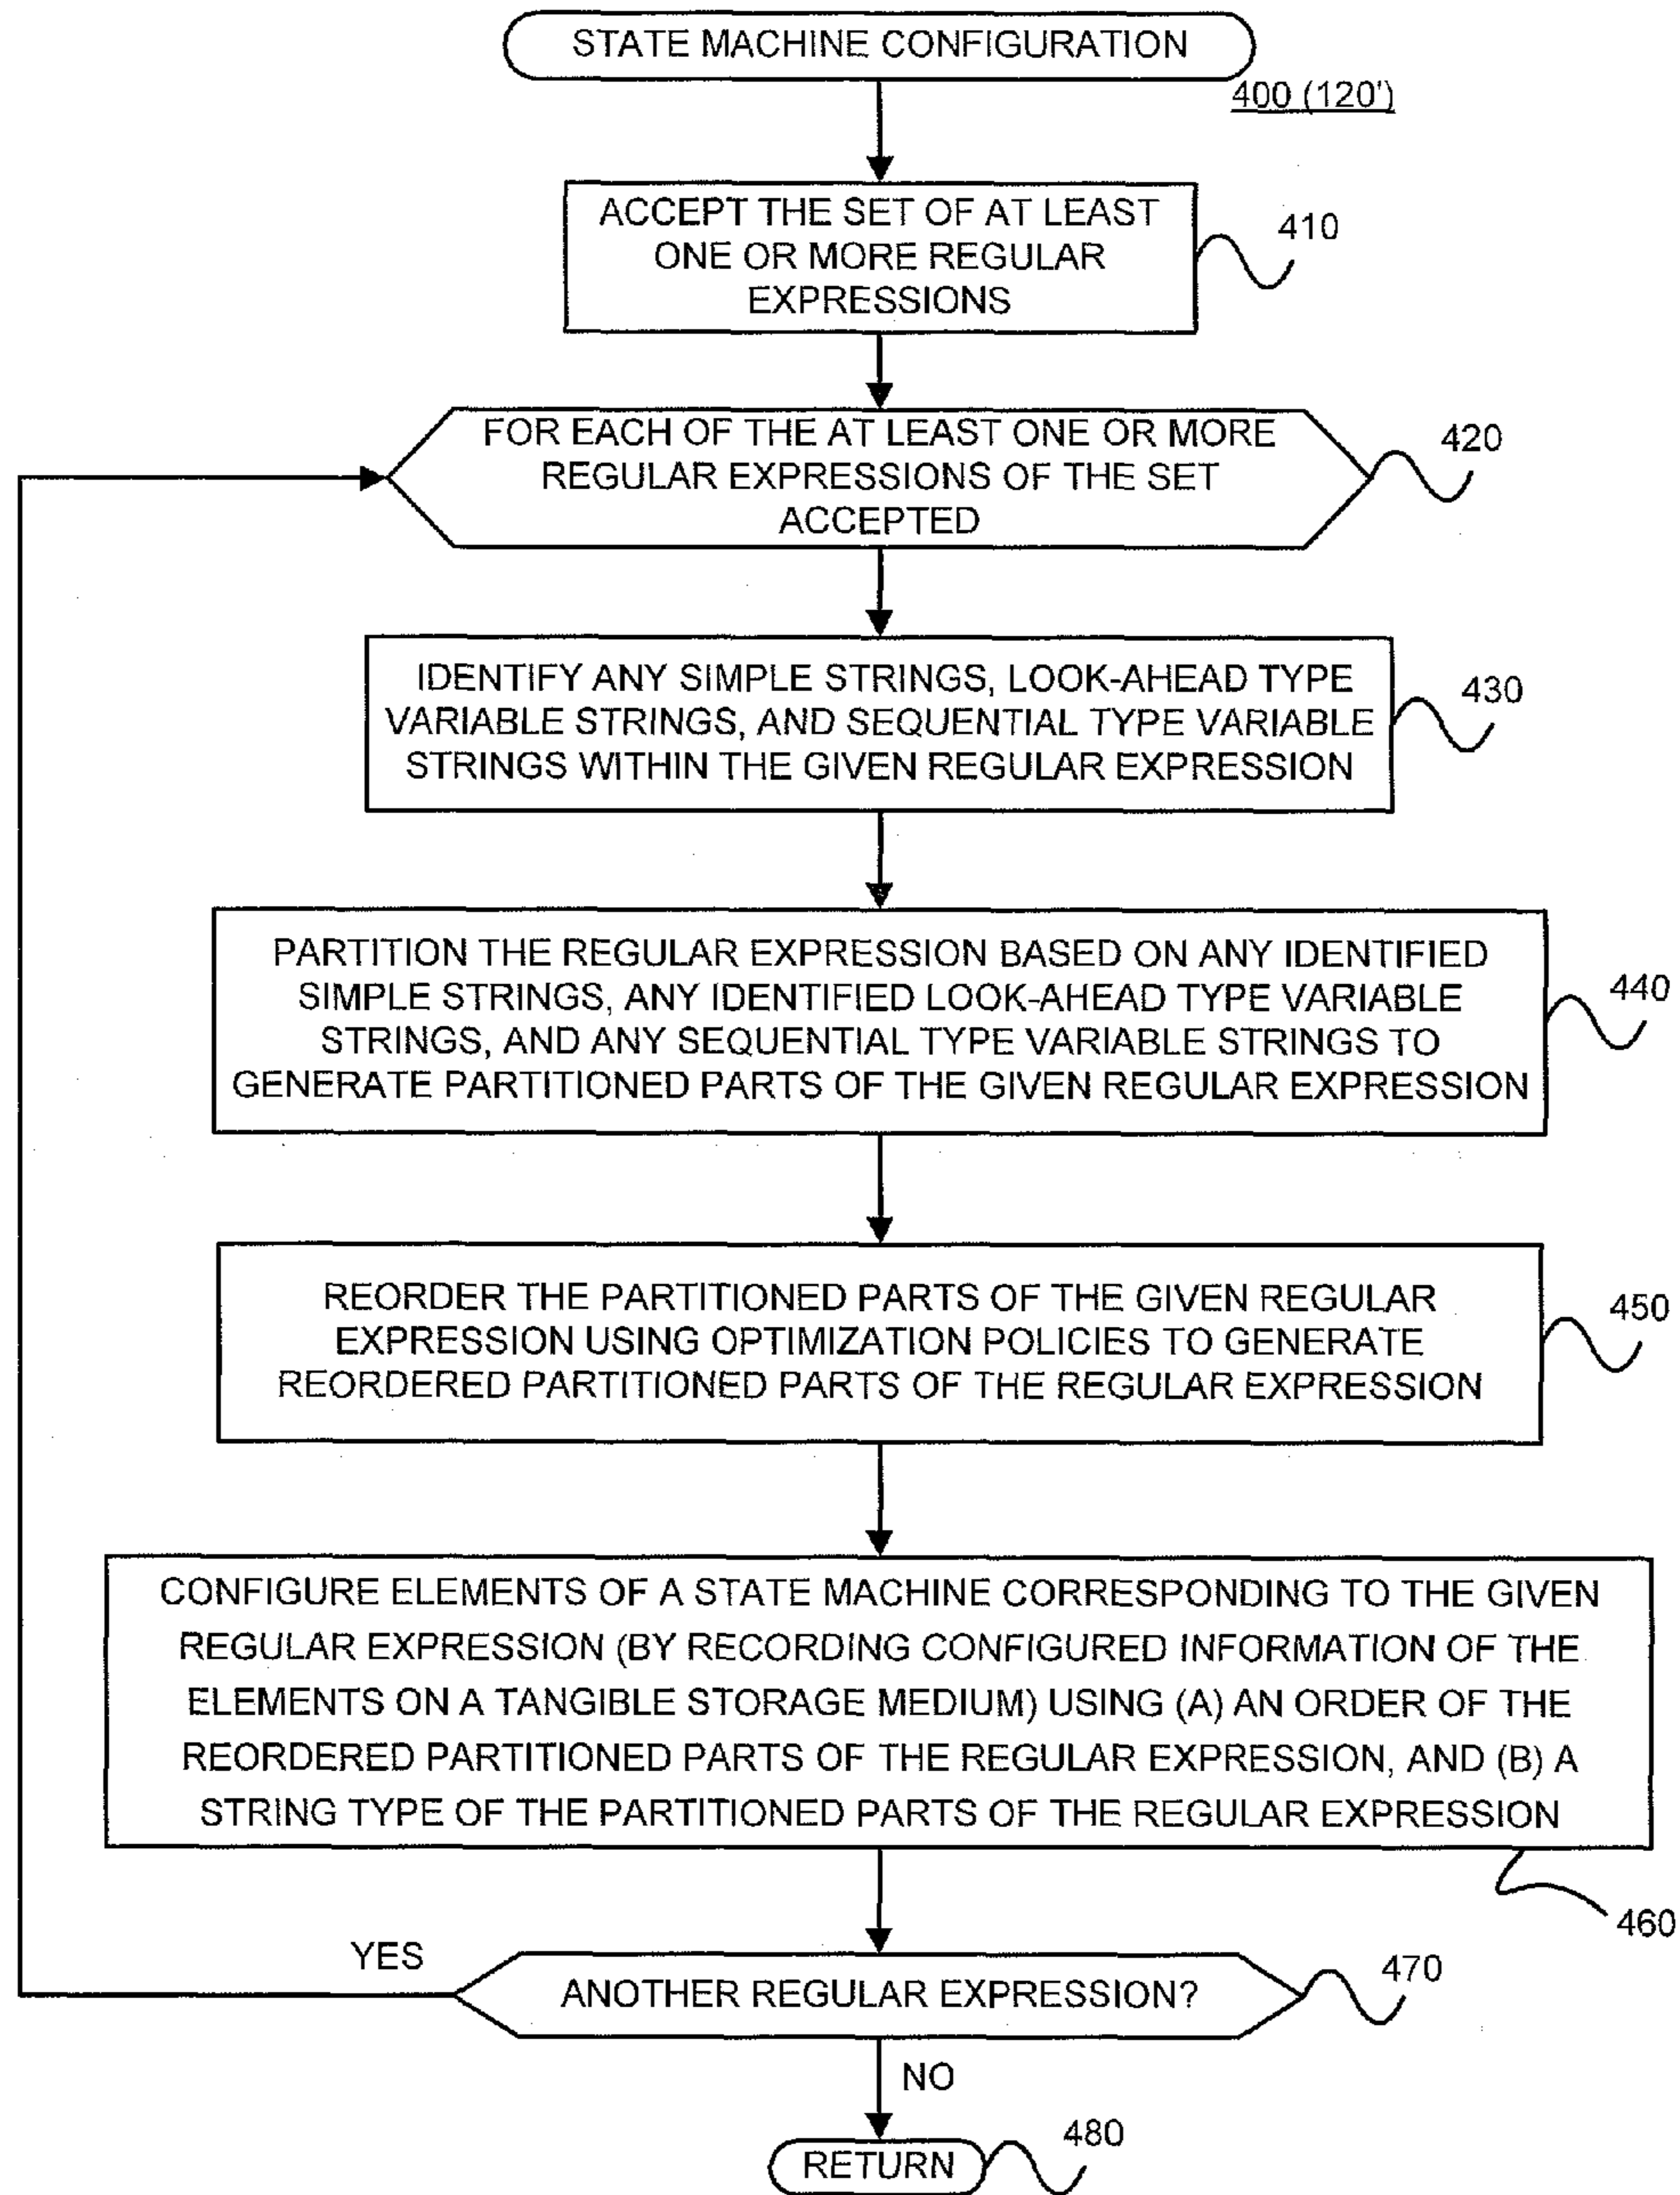 STATE MACHINE CONFIGURATION
400 (120')
ACCEPT THE SET OF AT LEAST
ONE OR MORE REGULAR
EXPRESSIONS
410
FOR EACH OF THE AT LEAST ONE OR MORE
REGULAR EXPRESSIONS OF THE SET
ACCEPTED
420
IDENTIFY ANY SIMPLE STRINGS, LOOK-AHEAD TYPE
VARIABLE STRINGS, AND SEQUENTIAL TYPE VARIABLE
STRINGS WITHIN THE GIVEN REGULAR EXPRESSION
430
PARTITION THE REGULAR EXPRESSION BASED ON ANY IDENTIFIED
SIMPLE STRINGS, ANY IDENTIFIED LOOK-AHEAD TYPE VARIABLE
STRINGS, AND ANY SEQUENTIAL TYPE VARIABLE STRINGS TO
GENERATE PARTITIONED PARTS OF THE GIVEN REGULAR EXPRESSION
440
REORDER THE PARTITIONED PARTS OF THE GIVEN REGULAR
EXPRESSION USING OPTIMIZATION POLICIES TO GENERATE
REORDERED PARTITIONED PARTS OF THE REGULAR EXPRESSION
450
CONFIGURE ELEMENTS OF A STATE MACHINE CORRESPONDING TO THE GIVEN
REGULAR EXPRESSION (BY RECORDING CONFIGURED INFORMATION OF THE
ELEMENTS ON A TANGIBLE STORAGE MEDIUM) USING (A) AN ORDER OF THE
REORDERED PARTITIONED PARTS OF THE REGULAR EXPRESSION, AND (B) A
STRING TYPE OF THE PARTITIONED PARTS OF THE REGULAR EXPRESSION
460
YES
ANOTHER REGULAR EXPRESSION?
470
NO
RETURN
480